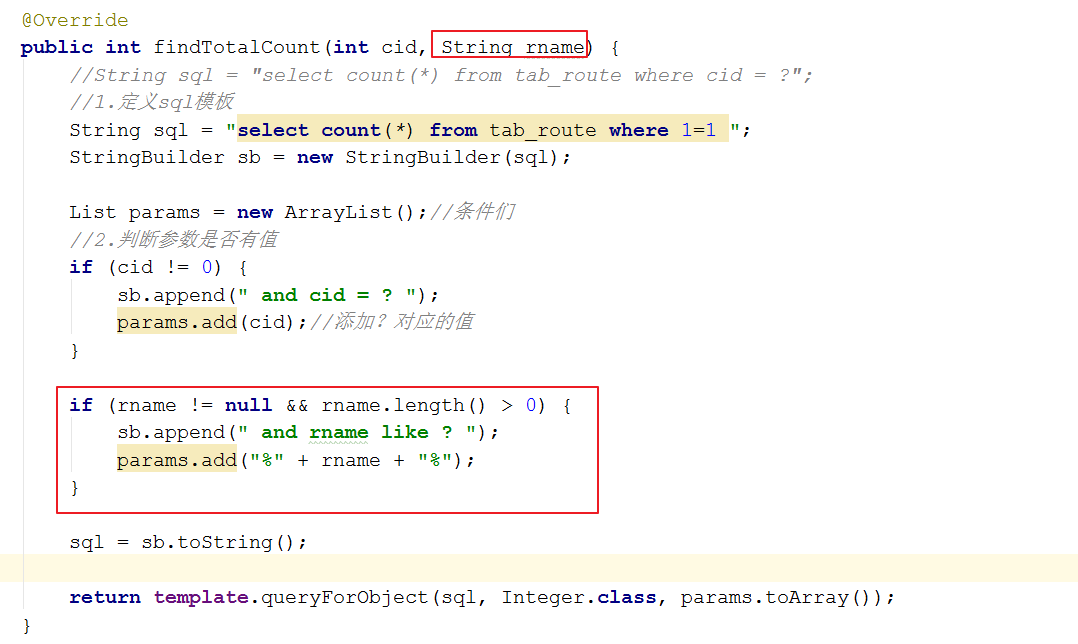 @Override
public int findTotalCount(int cid, String rname) {
//String sql = "select count(*) from tab_route where cid = ?";
//1.定义sql模板
String sql = "select count(*) from tab_route where 1=1 ";
StringBuilder sb = new StringBuilder(sql);
List params = new ArrayList();//条件们
//2.判断参数是否有值
if (cid != 0) {
sb.append(" and cid = ? ");
params.add(cid);//添加？对应的值
}
if (rname != null && rname.length() > 0) {
sb.append(" and rname like ? ");
params.add("%" + rname + "%");
}
sql = sb.toString();
return template.queryForObject(sql, Integer.class, params.toArray());
}